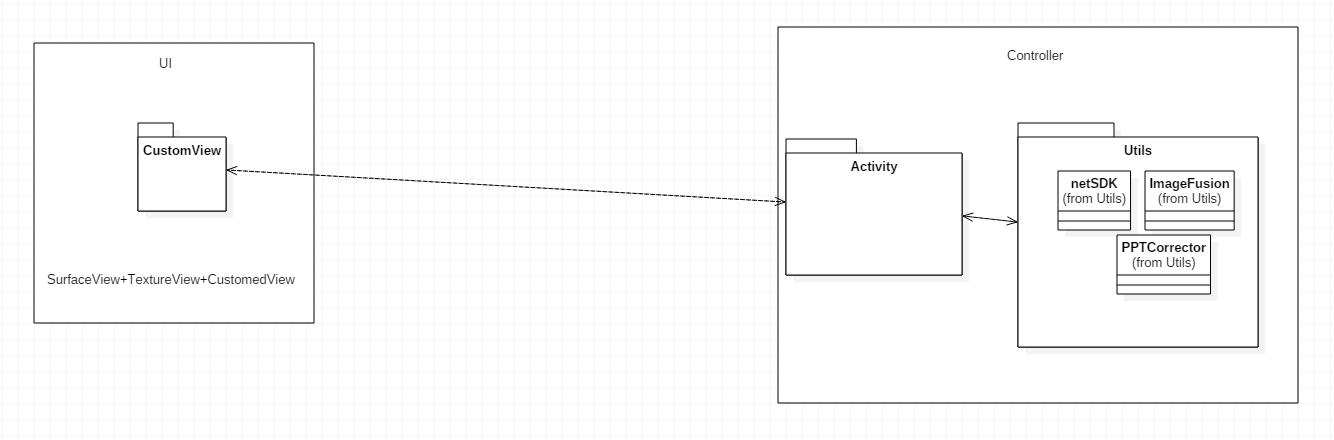 UI
CustomView
SurfaceView+TextureView+CustomedView
Controller
Activity
Utils
netSDK
(from Utils)
ImageFusion
(from Utils)
PPTCorrector
(from Utils)